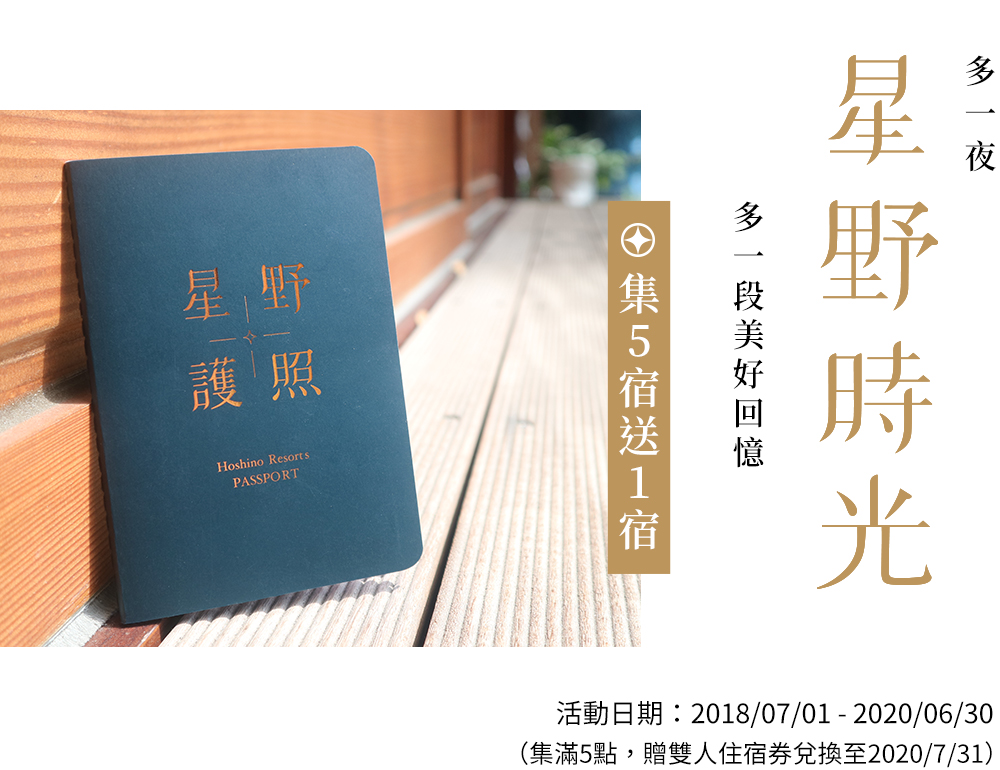 多一夜
星野時光
多一段美好回憶
集5宿送1宿
星野
護照
Hoshino Resorts
PASSPORT
活動日期：2018/07/01 - 2020/06/30
（集滿5點，贈雙人住宿券兌換至2020/7/31）